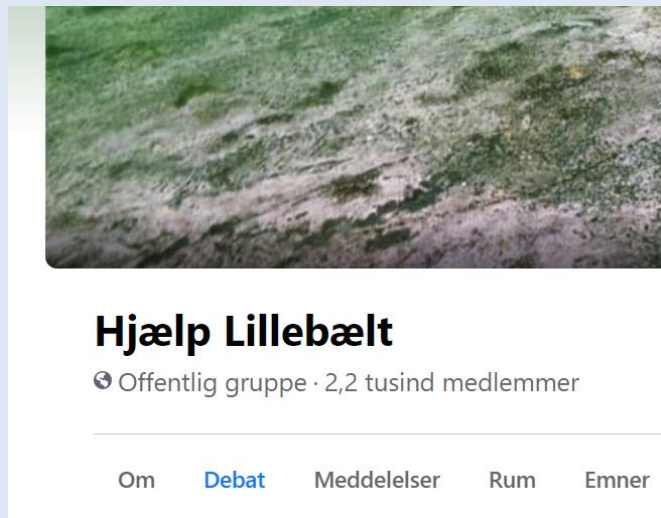 Hjælp Lillebælt
Offentlig gruppe · 2,2 tusind medlemmer
Om Debat Meddelelser Rum Emner